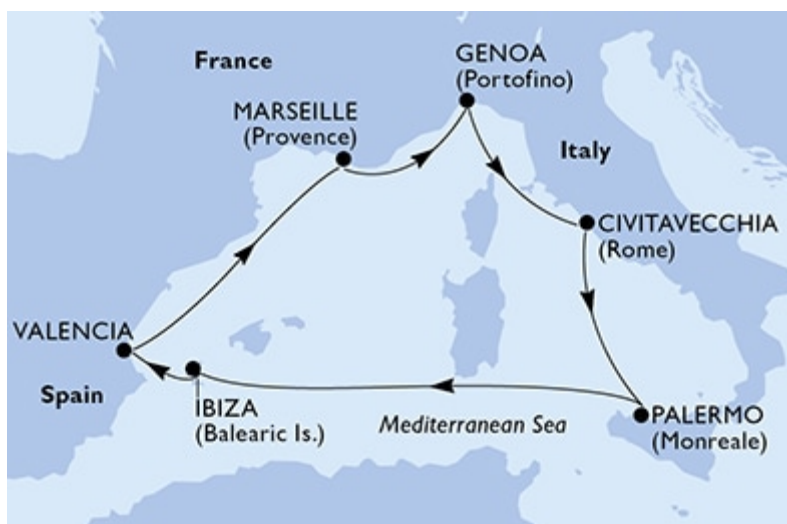 France
GENOA
(Portofino)
MARSEILLE
(Provence)
Italy
CIVITAVECCHIA
(Rome)
VALENCIA
Spain
IBIZA
(Balearic Is.)
Mediterranean Sea
PALERMO
(Monreale)